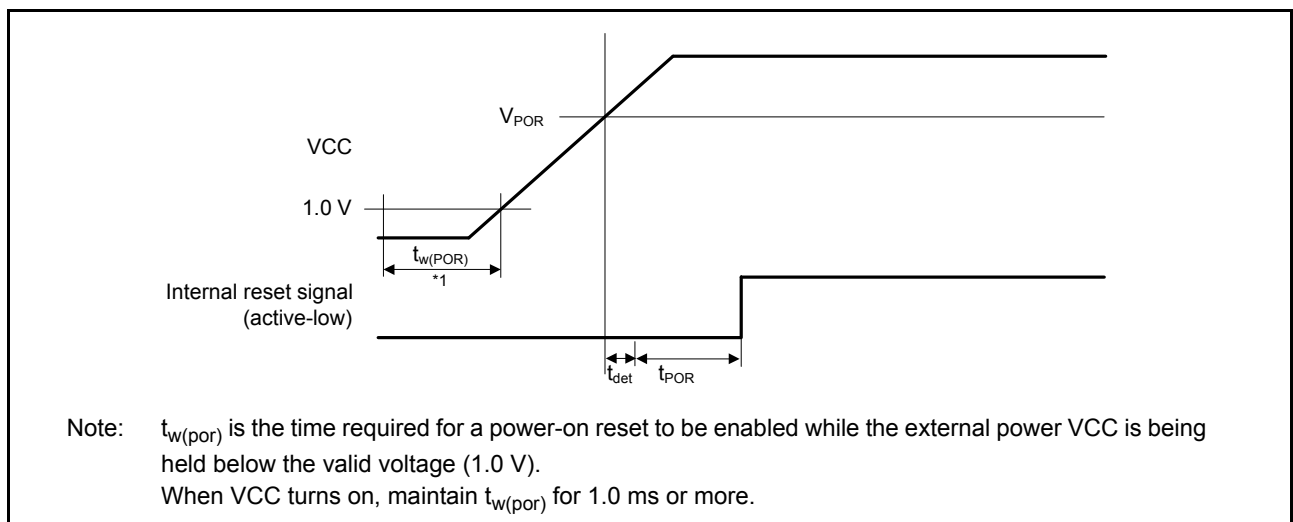 V_POR
VCC
1.0 V
t_w(POR)
*1
Internal reset signal
(active-low)
t_det t_POR
Note: t_w(por) is the time required for a power-on reset to be enabled while the external power VCC is being
held below the valid voltage (1.0 V).
When VCC turns on, maintain t_w(por) for 1.0 ms or more.